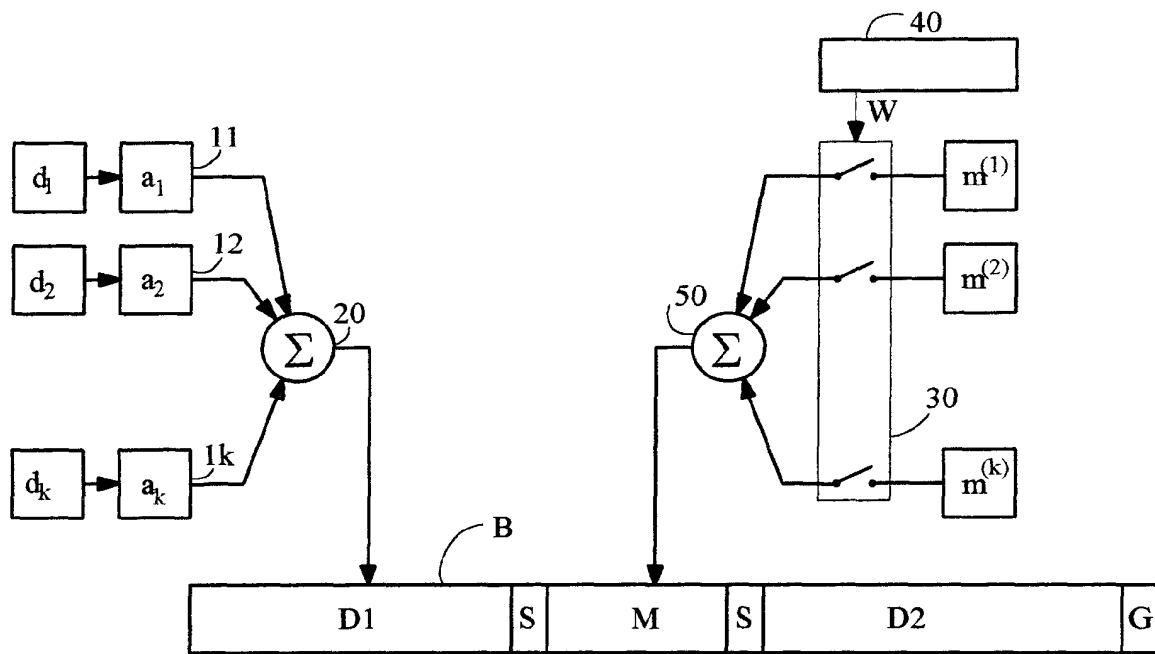 40
W
11
d₁ a₁ m⁽¹⁾
12
d₂ a₂ m⁽²⁾
20 50
Σ Σ
30
1k
dₖ aₖ m⁽ᵏ⁾
B
D1 S M S D2 G